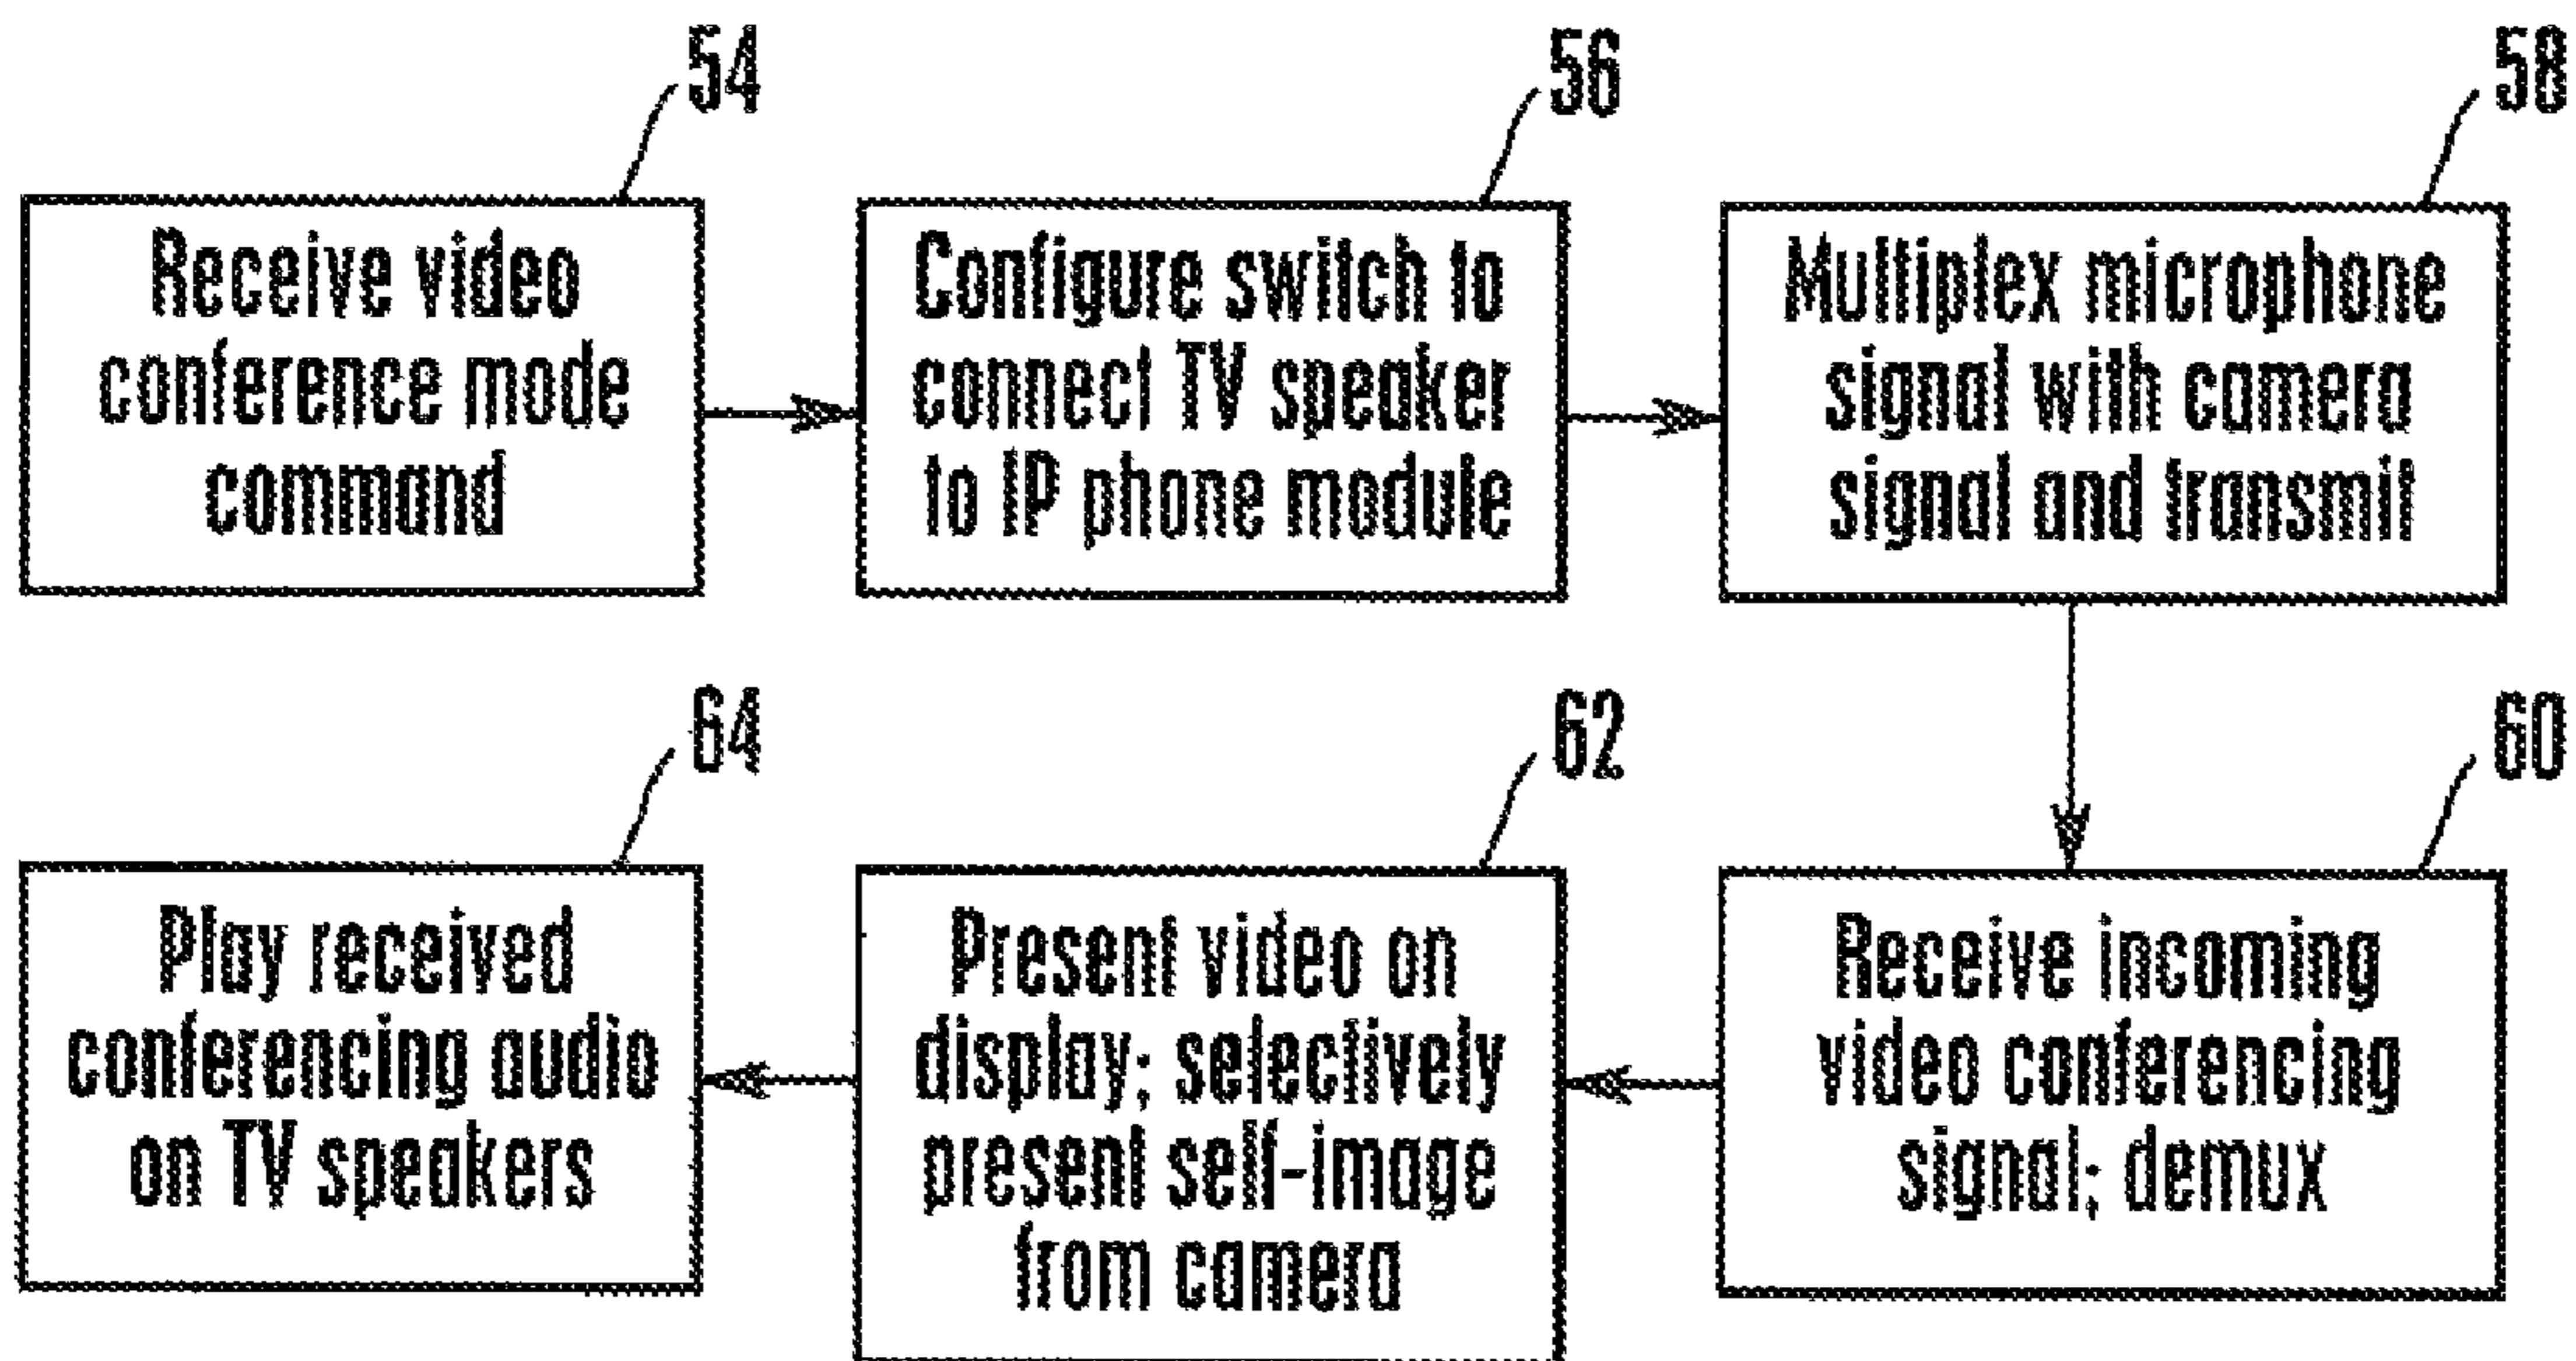 54
Receive video
conference mode
command
56
Configure switch to
connect TV speaker
to IP phone module
58
Multiplex microphone
signal with camera
signal and transmit
60
Receive incoming
video conferencing
signal; demux
62
Present video on
display; selectively
present self-image
from camera
64
Play received
conferencing audio
on TV speakers